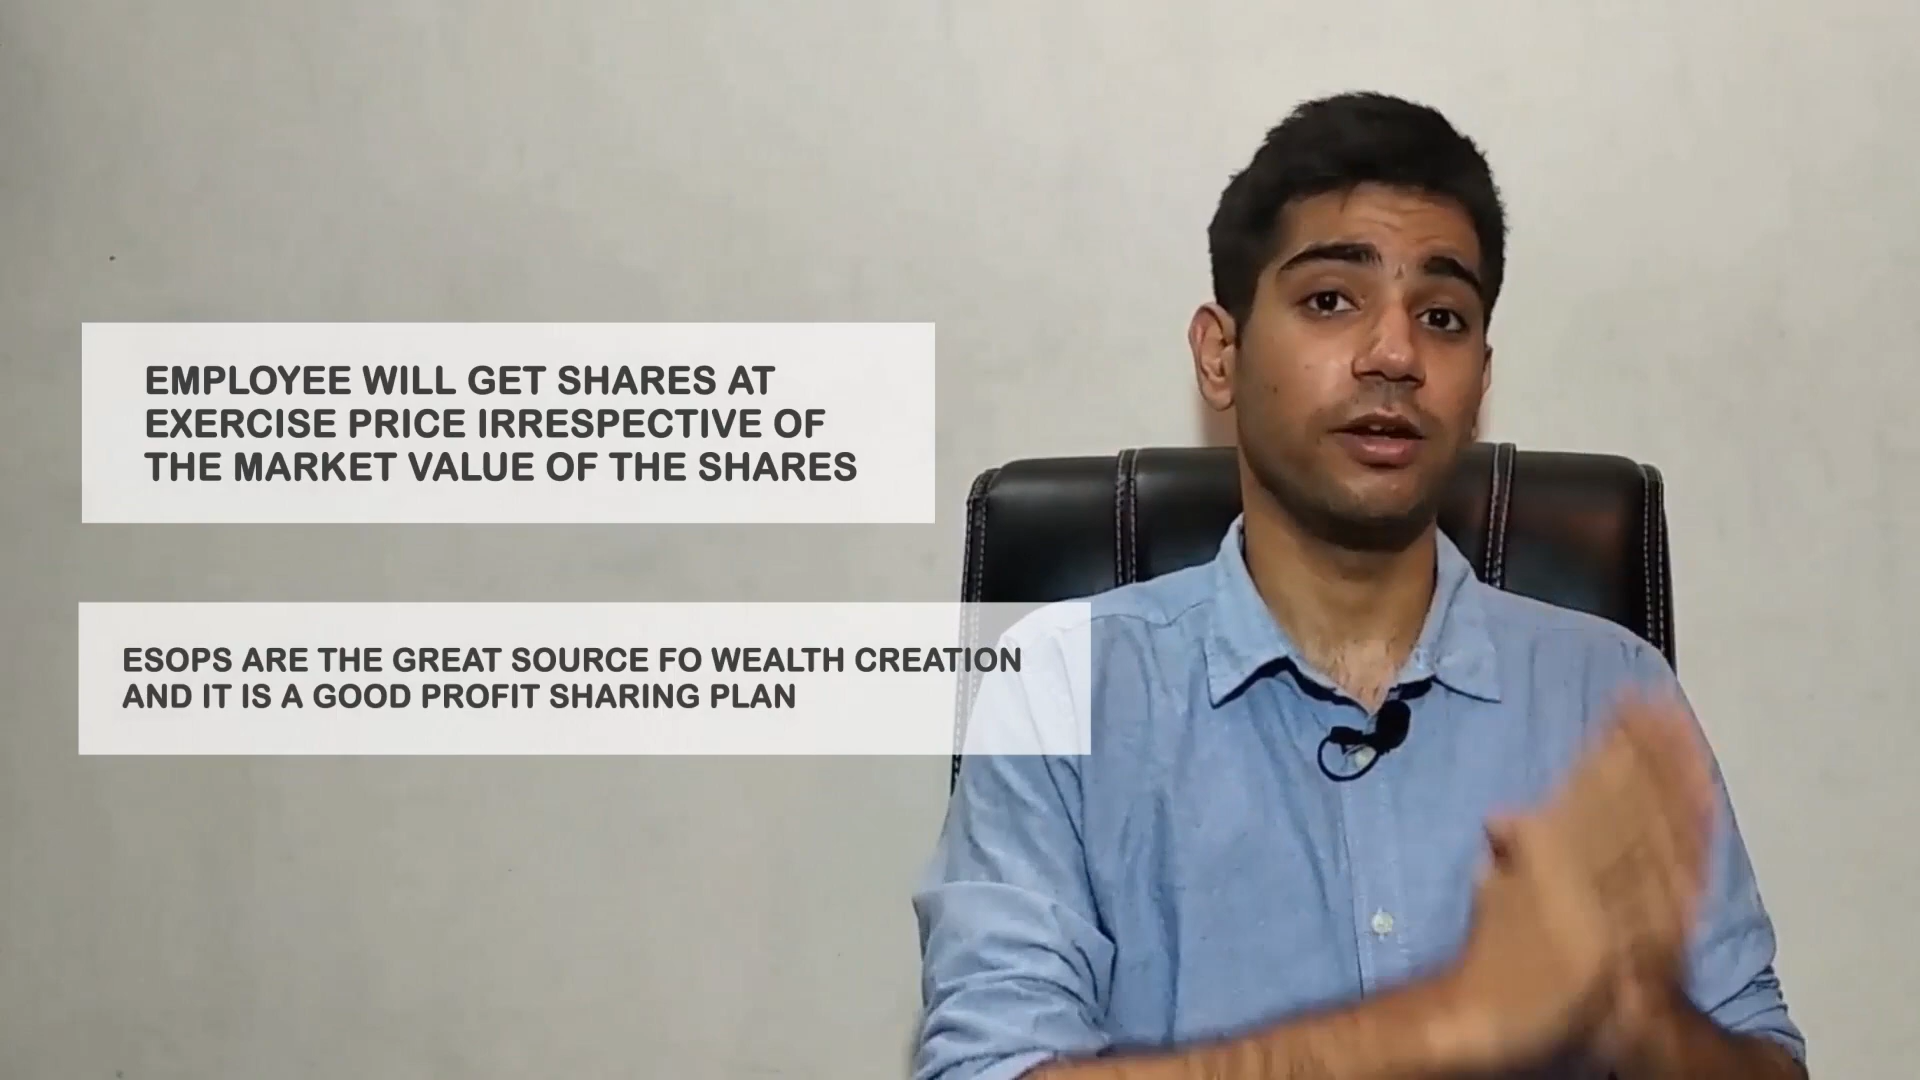 EMPLOYEE WILL GET SHARES AT
EXERCISE PRICE IRRESPECTIVE OF
THE MARKET VALUE OF THE SHARES
ESOPS ARE THE GREAT SOURCE FO WEALTH CREATION
AND IT IS A GOOD PROFIT SHARING PLAN